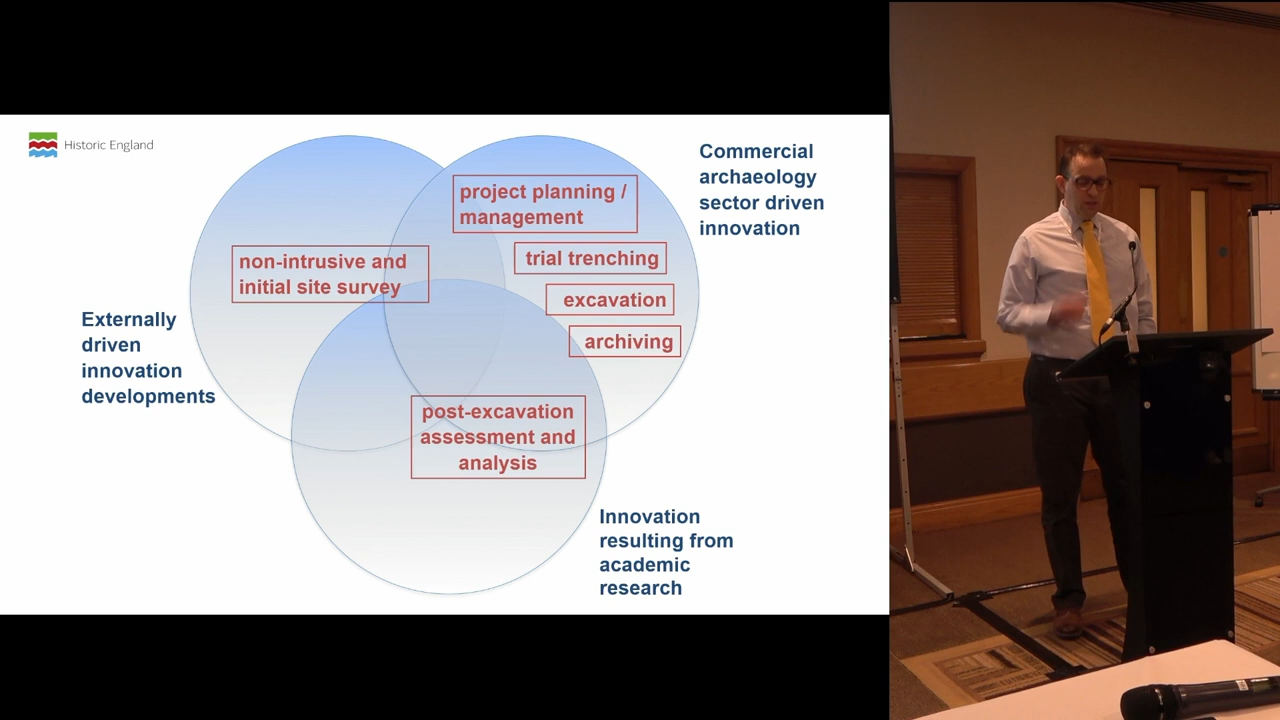 Historic England
Commercial
archaeology
sector driven
innovation
project planning /
management
trial trenching
non-intrusive and
initial site survey
excavation
Externally
driven
innovation
developments
archiving
post-excavation
assessment and
analysis
Innovation
resulting from
academic
research